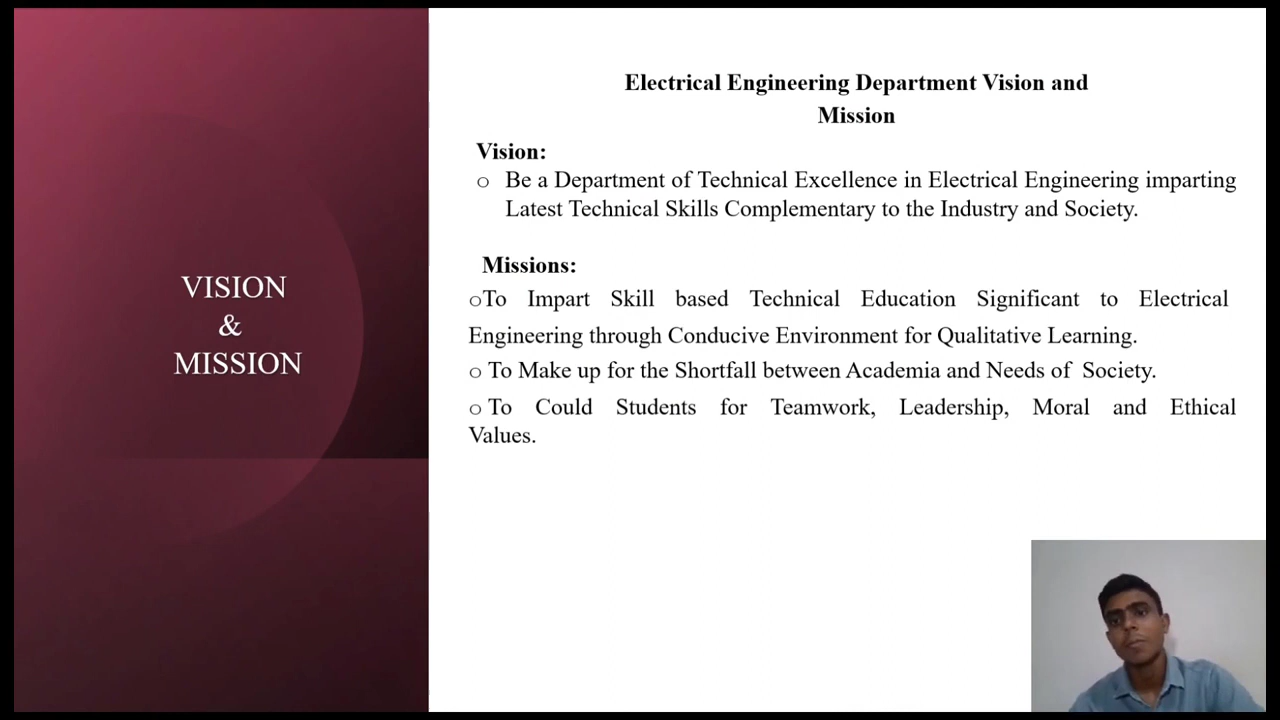 VISION
&
MISSION
Electrical Engineering Department Vision and
Mission
Vision:
o Be a Department of Technical Excellence in Electrical Engineering imparting
Latest Technical Skills Complementary to the Industry and Society.
Missions:
oTo Impart Skill based Technical Education Significant to Electrical
Engineering through Conducive Environment for Qualitative Learning.
o To Make up for the Shortfall between Academia and Needs of Society.
o To Could Students for Teamwork, Leadership, Moral and Ethical
Values.